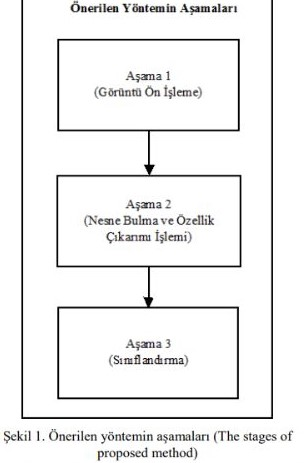 Önerilen Yöntemin Aşamaları
Aşama 1
(Görüntü Ön İşleme)
Aşama 2
(Nesne Bulma ve Özellik
Çıkarımı İşlemi)
Aşama 3
(Sınıflandırma)
Şekil 1. Önerilen yöntemin aşamaları (The stages of
proposed method)